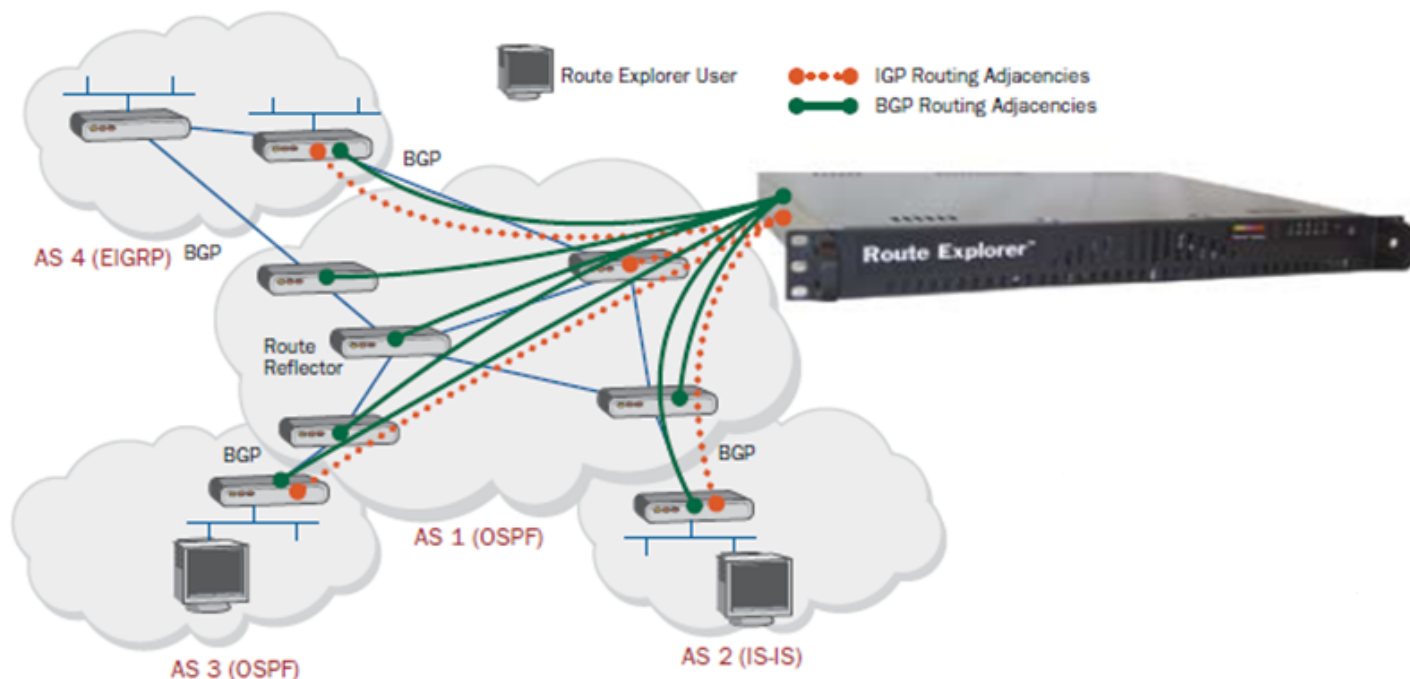 Route Explorer User
IGP Routing Adjacencies
BGP Routing Adjacencies
BGP
Route Explorer™
AS 4 (EIGRP)
BGP
Route
Reflector
BGP
BGP
AS 1 (OSPF)
AS 3 (OSPF)
AS 2 (IS-IS)